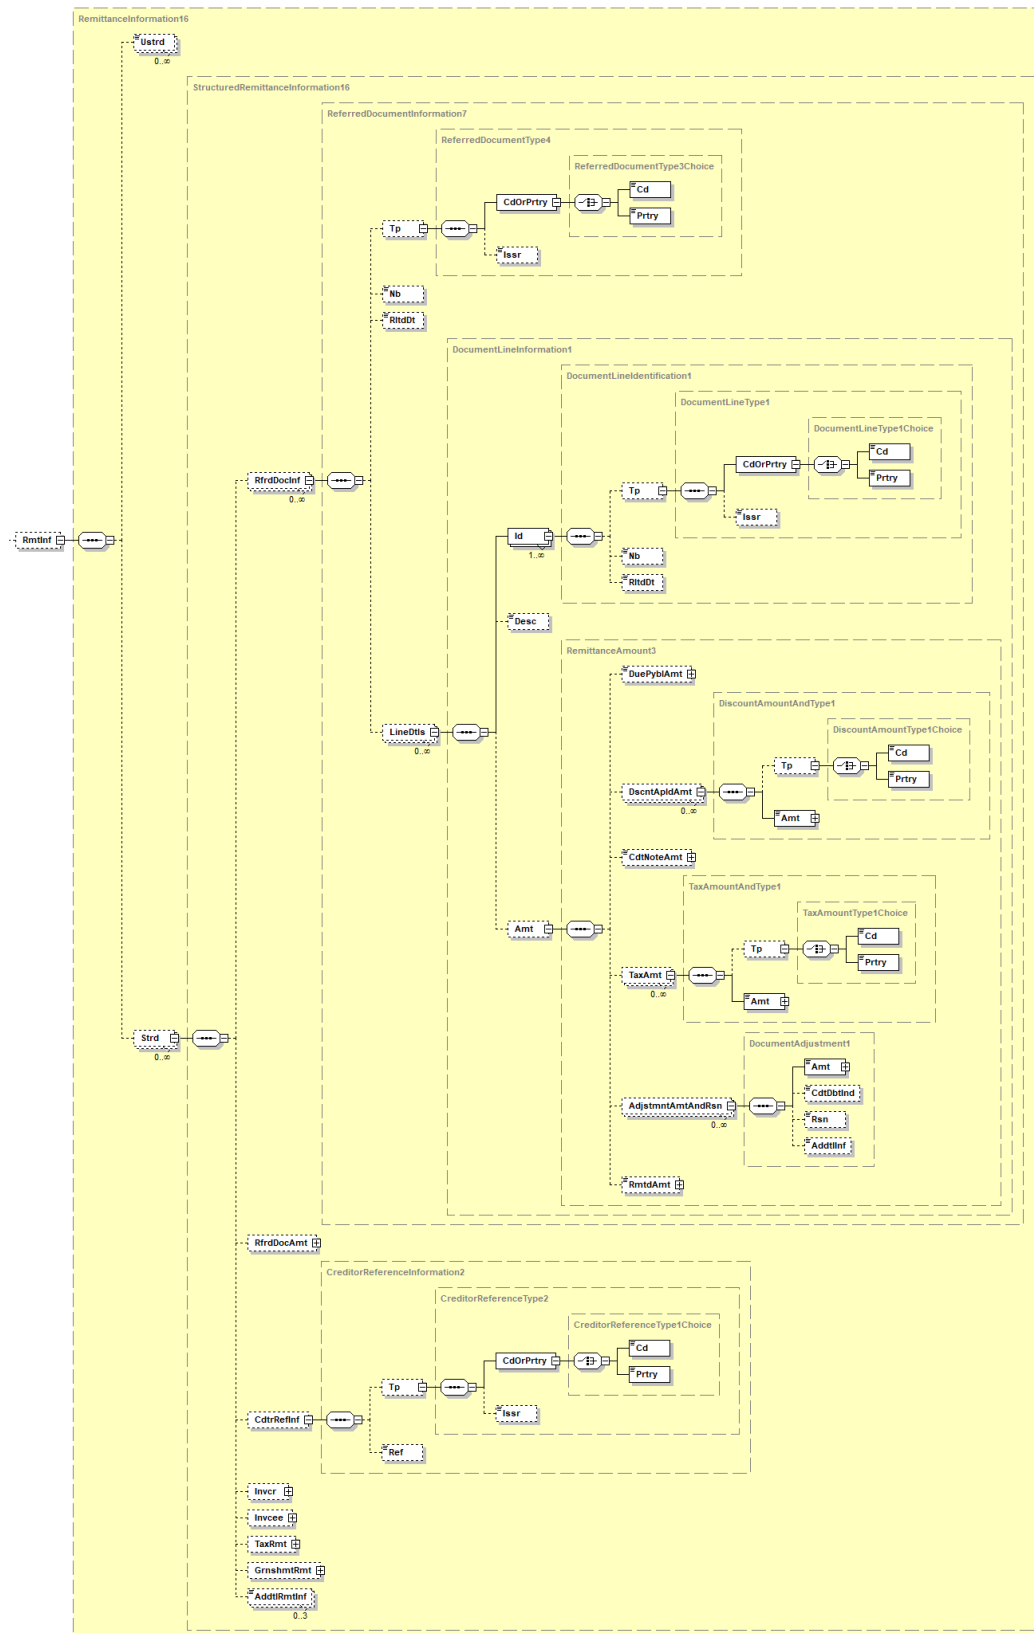 RemittanceInformation16
Ustrd
0..∞
StructuredRemittanceInformation16
ReferredDocumentInformation7
ReferredDocumentType4
ReferredDocumentType3Choice
Cd
CdOrPrtry
Prtry
Tp
Issr
Nb
RltdDt
DocumentLineInformation1
DocumentLineIdentification1
DocumentLineType1
DocumentLineType1Choice
Cd
CdOrPrtry
Prtry
RfrdDocInf
0..∞
Tp
Issr
RmtInf
Id
1..∞
Nb
RltdDt
Desc
RemittanceAmount3
DuePyblAmt
DiscountAmountAndType1
DiscountAmountType1Choice
LineDtls
0..∞
Cd
Tp
Prtry
DscntApldAmt
0..∞
Amt
CdtNoteAmt
TaxAmountAndType1
TaxAmountType1Choice
Amt
Cd
Tp
Prtry
TaxAmt
0..∞
Amt
Strd
0..∞
DocumentAdjustment1
Amt
CdtDbtInd
AdjstmntAmtAndRsn
0..∞
Rsn
AddtlInf
RmtdAmt
RfrdDocAmt
CreditorReferenceInformation2
CreditorReferenceType2
CreditorReferenceType1Choice
Cd
CdOrPrtry
Prtry
Tp
Issr
CdtrRefInf
Ref
Invcr
Invcee
TaxRmt
GrnshmtRmt
AddtlRmtInf
0..3